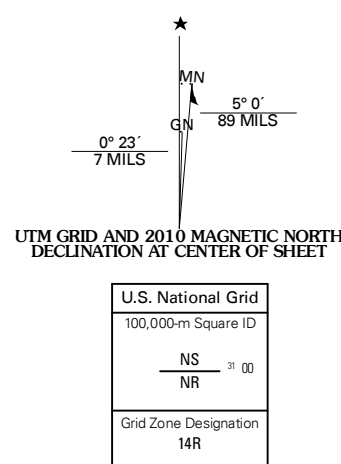 ★
MN
GN
5° 0´
89 MILS
0° 23´
7 MILS
UTM GRID AND 2010 MAGNETIC NORTH
DECLINATION AT CENTER OF SHEET
U.S. National Grid
100,000-m Square ID
NS
31 00
NR
Grid Zone Designation
14R